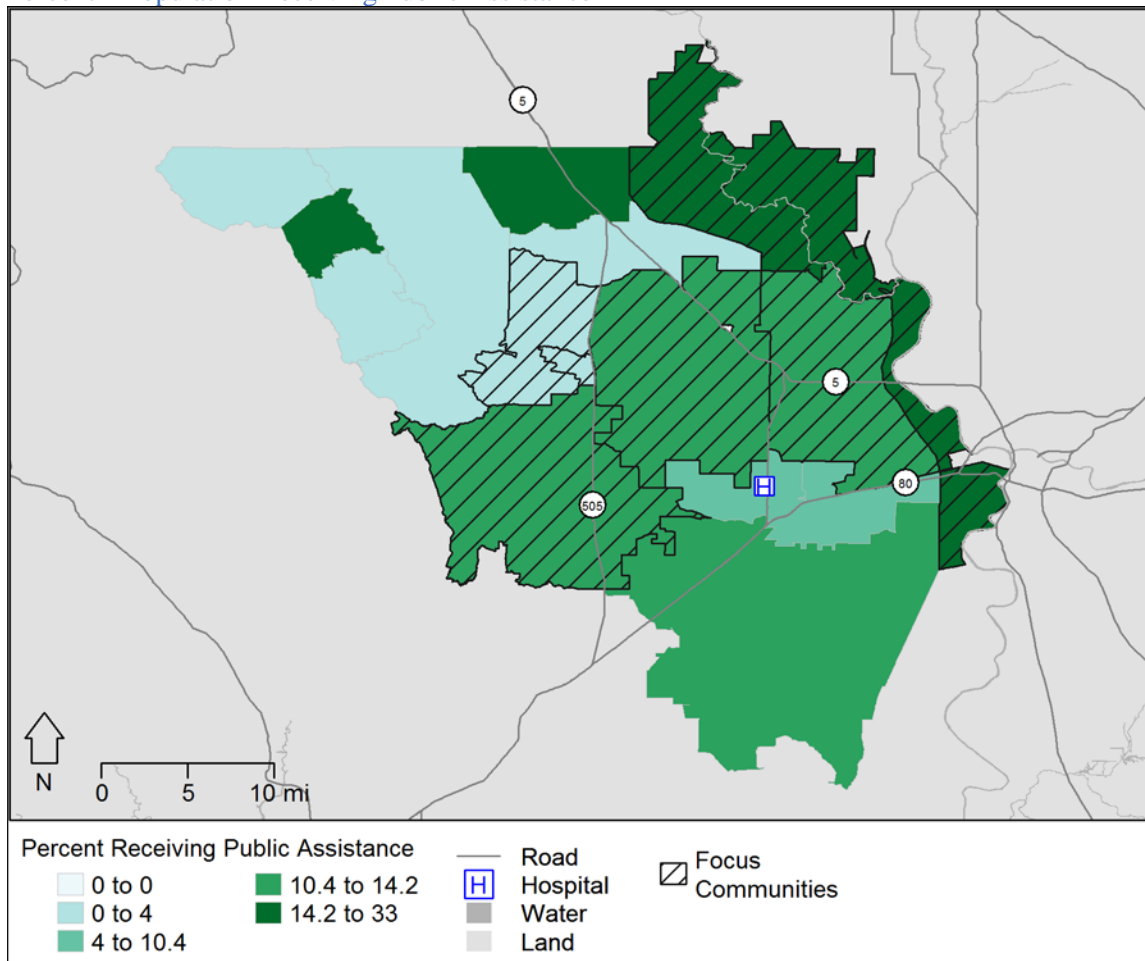 5
5
80
H
505
N
0 5 10 mi
Percent Receiving Public Assistance
0 to 0
0 to 4
4 to 10.4
10.4 to 14.2
14.2 to 33
Road
H Hospital
Water
Land
Focus
Communities